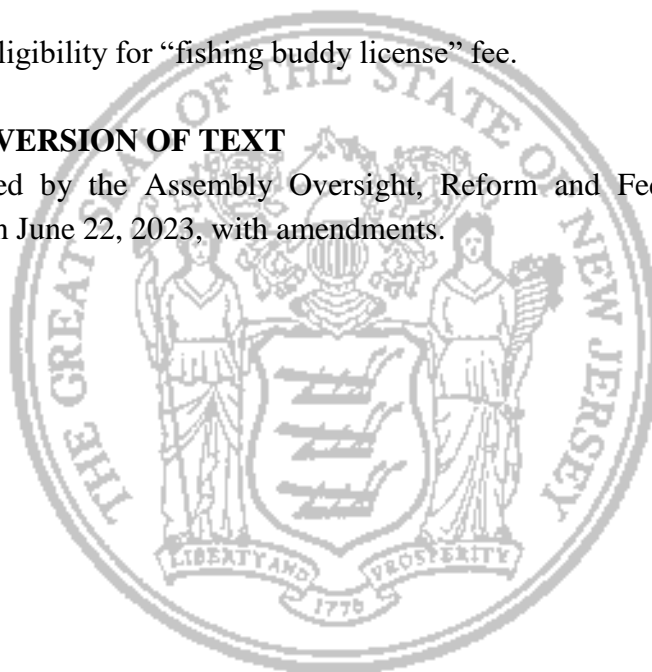 ligibility for “fishing buddy license” fee.
VERSION OF TEXT
ed by the Assembly Oversight, Reform and Fe
n June 22, 2023, with amendments.
THE GREAT SEAL OF THE STATE OF NEW JERSEY
LIBERTY AND PROSPERITY
1776